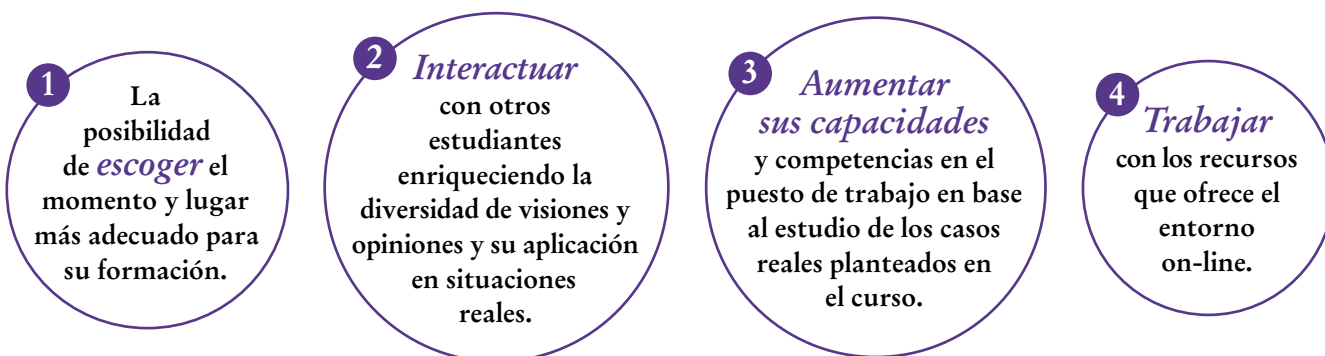 1
La
posibilidad
de escoger el
momento y lugar
más adecuado para
su formación.
2
Interactuar
con otros
estudiantes
enriqueciendo la
diversidad de visiones y
opiniones y su aplicación
en situaciones
reales.
3
Aumentar
sus capacidades
y competencias en el
puesto de trabajo en base
al estudio de los casos
reales planteados en
el curso.
4
Trabajar
con los recursos
que ofrece el
entorno
on-line.